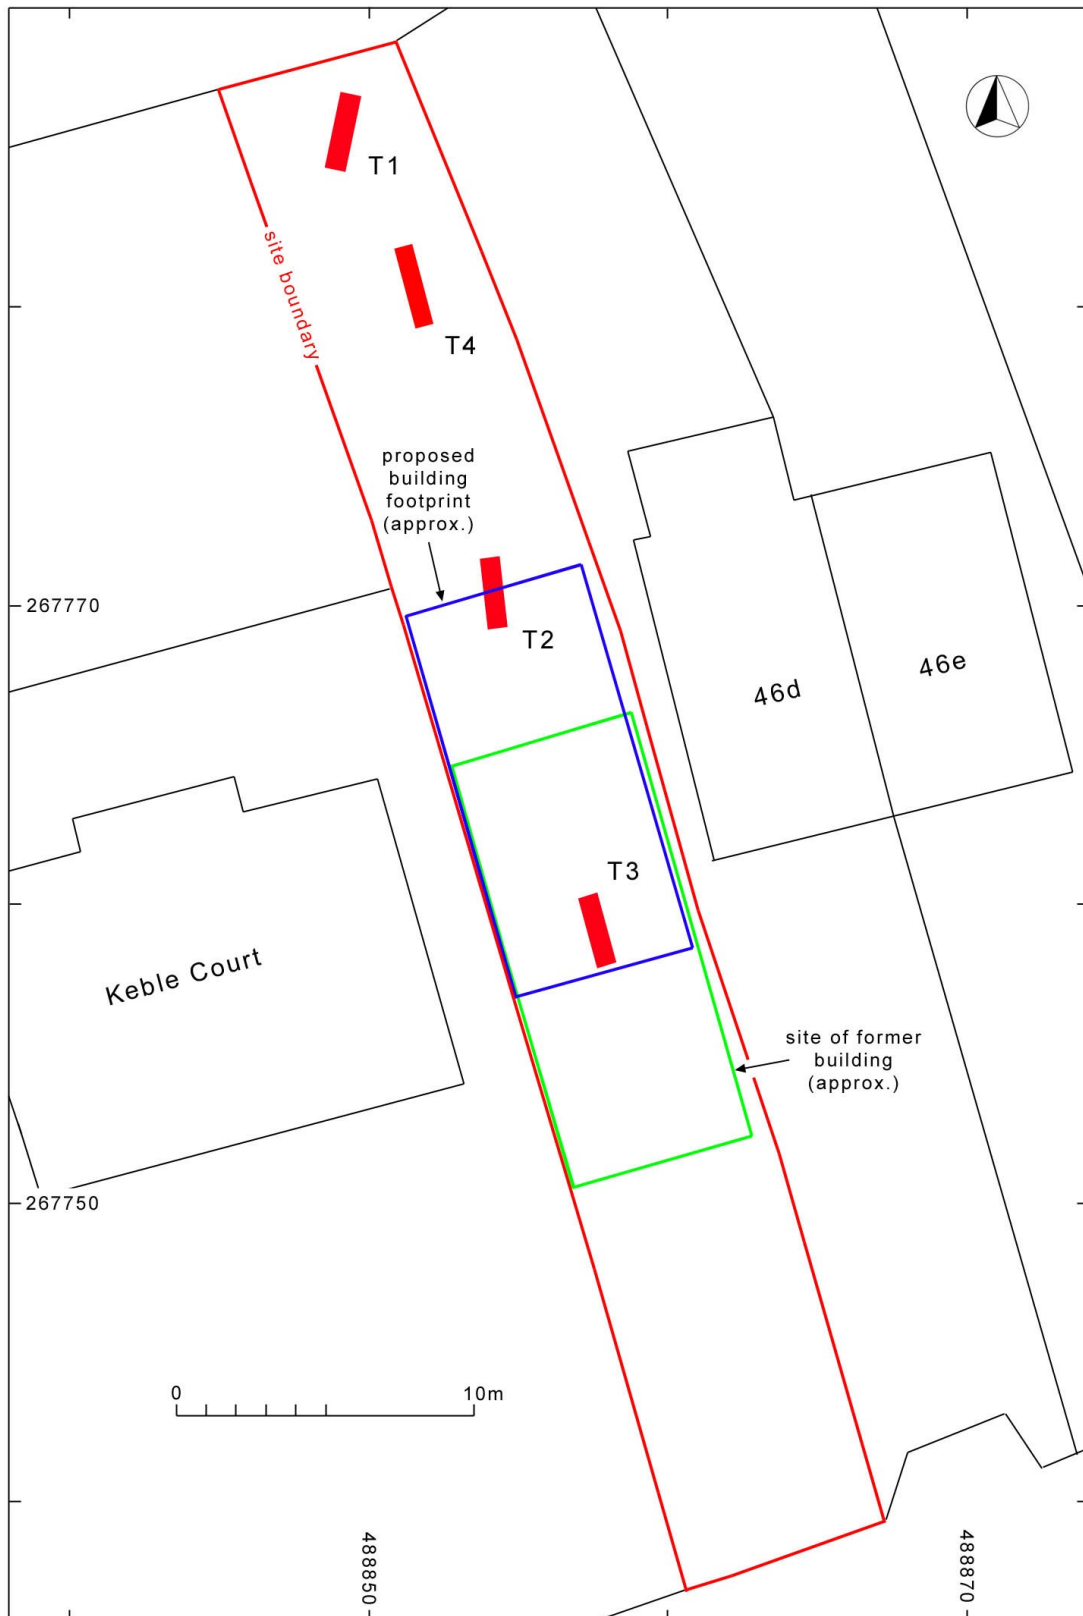 T1
site boundary
T4
proposed
building
footprint
(approx.)
267770
T2
46d
46e
T3
Keble Court
site of former
building
(approx.)
267750
0 10m
488850
488870